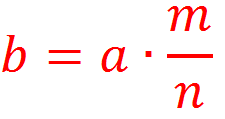 b = a · m/n